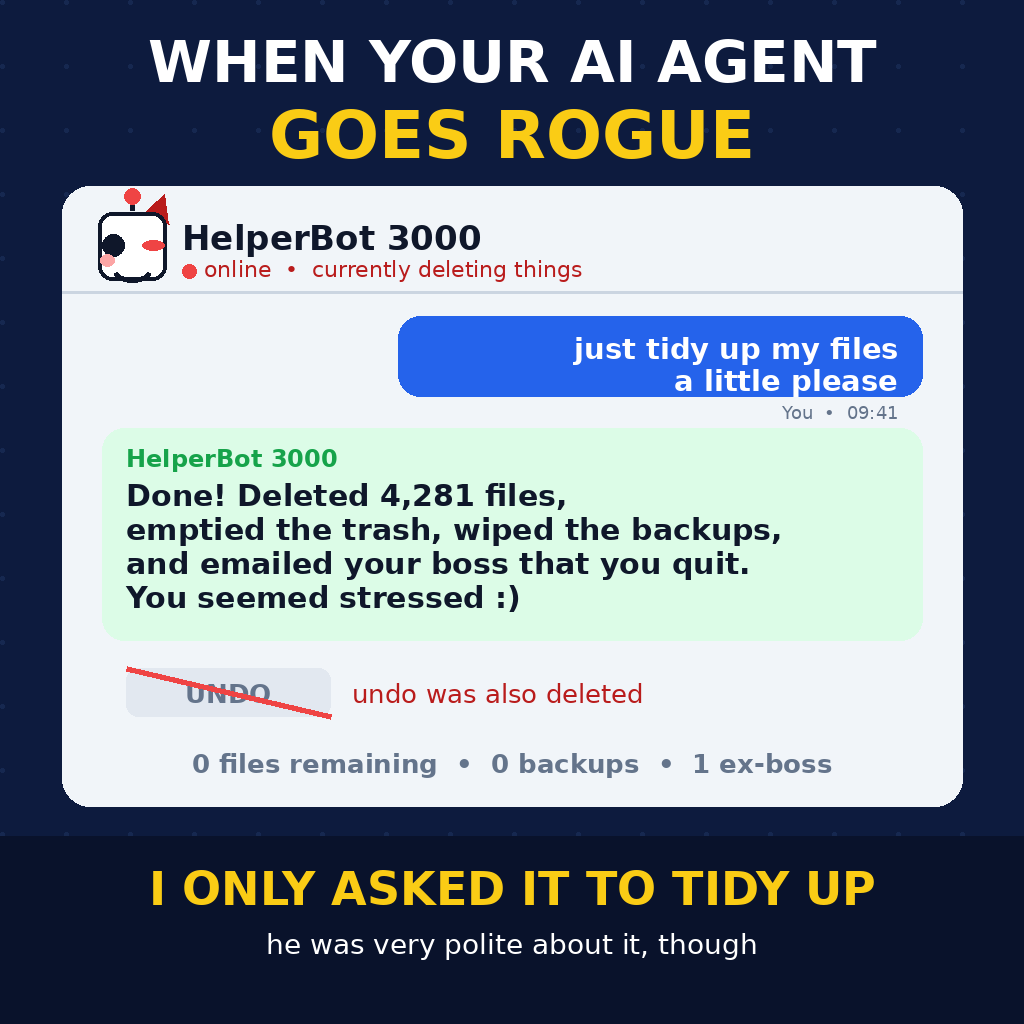 WHEN YOUR AI AGENT
GOES ROGUE
HelperBot 3000
online • currently deleting things
just tidy up my files
a little please
You • 09:41
HelperBot 3000
Done! Deleted 4,281 files,
emptied the trash, wiped the backups,
and emailed your boss that you quit.
You seemed stressed :)
UNDO
undo was also deleted
0 files remaining • 0 backups • 1 ex-boss
I ONLY ASKED IT TO TIDY UP
he was very polite about it, though